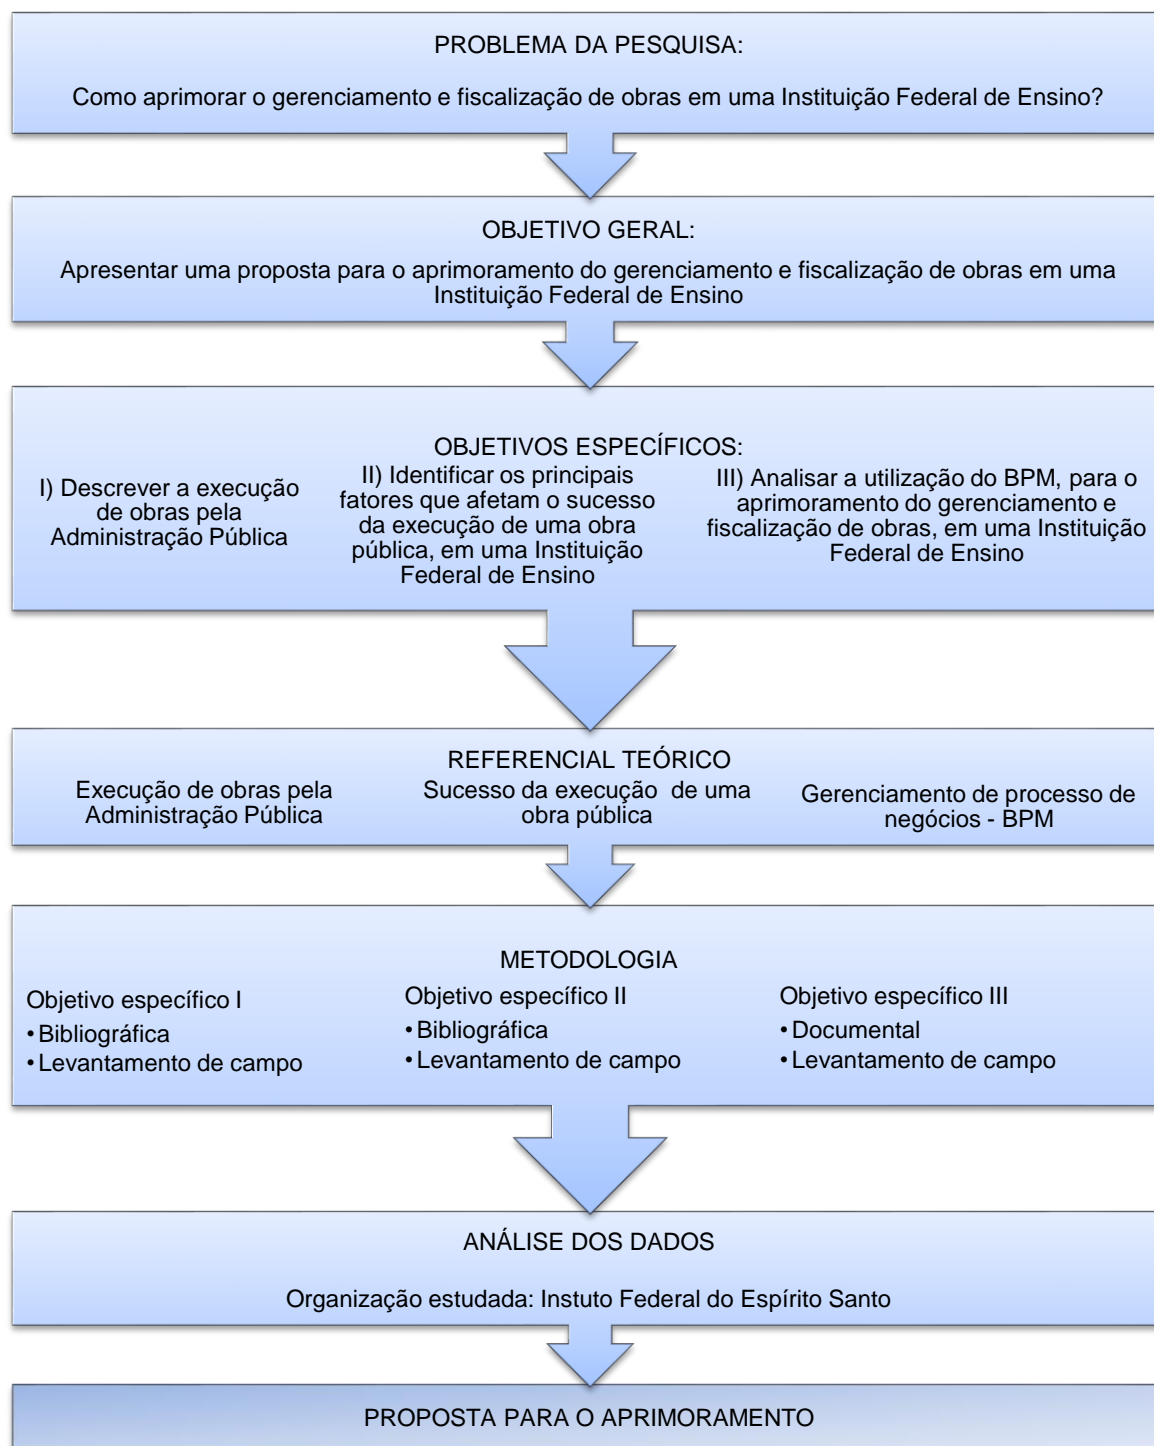 PROBLEMA DA PESQUISA:
Como aprimorar o gerenciamento e fiscalização de obras em uma Instituição Federal de Ensino?
OBJETIVO GERAL:
Apresentar uma proposta para o aprimoramento do gerenciamento e fiscalização de obras em uma
Instituição Federal de Ensino
OBJETIVOS ESPECÍFICOS:
I) Descrever a execução
de obras pela
Administração Pública
II) Identificar os principais
fatores que afetam o sucesso
da execução de uma obra
pública, em uma Instituição
Federal de Ensino
III) Analisar a utilização do BPM, para o
aprimoramento do gerenciamento e
fiscalização de obras, em uma Instituição
Federal de Ensino
REFERENCIAL TEÓRICO
Execução de obras pela
Administração Pública
Sucesso da execução de uma
obra pública
Gerenciamento de processo de
negócios - BPM
METODOLOGIA
Objetivo específico I
•Bibliográfica
•Levantamento de campo
Objetivo específico II
•Bibliográfica
•Levantamento de campo
Objetivo específico III
•Documental
•Levantamento de campo
ANÁLISE DOS DADOS
Organização estudada: Instuto Federal do Espírito Santo
PROPOSTA PARA O APRIMORAMENTO